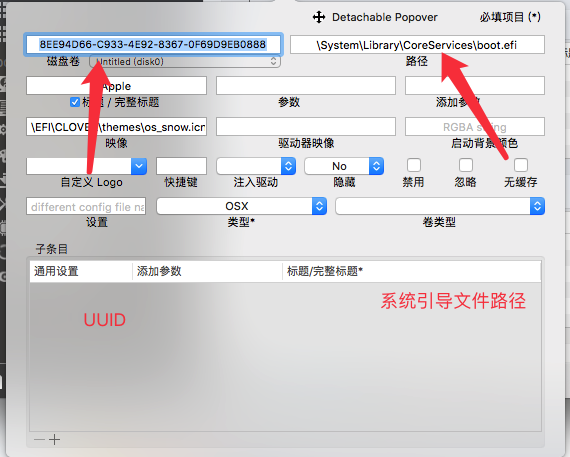 Detachable Popover
必填项目 (*)
8EE94D66-C933-4E92-8367-0F69D9EB0888
\System\Library\CoreServices\boot.efi
磁盘卷
Untitled (disk0)
路径
Apple
标题 / 完整标题
参数
添加参数
\EFI\CLOVE \themes\os_snow.icn
RGBA string
映像
驱动器映像
启动背景颜色
No
自定义 Logo
快捷键
注入驱动
隐藏
禁用
忽略
无缓存
different config file na
OSX
设置
类型*
卷类型
子条目
通用设置
添加参数
标题/完整标题*
系统引导文件路径
UUID